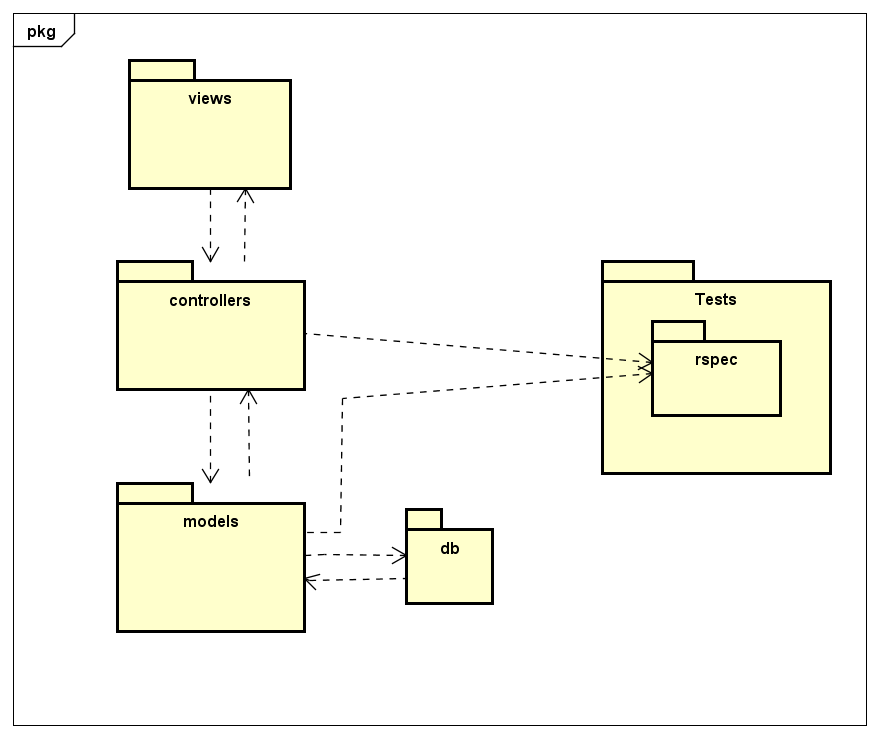 pkg
views
controllers
Tests
rspec
models
db